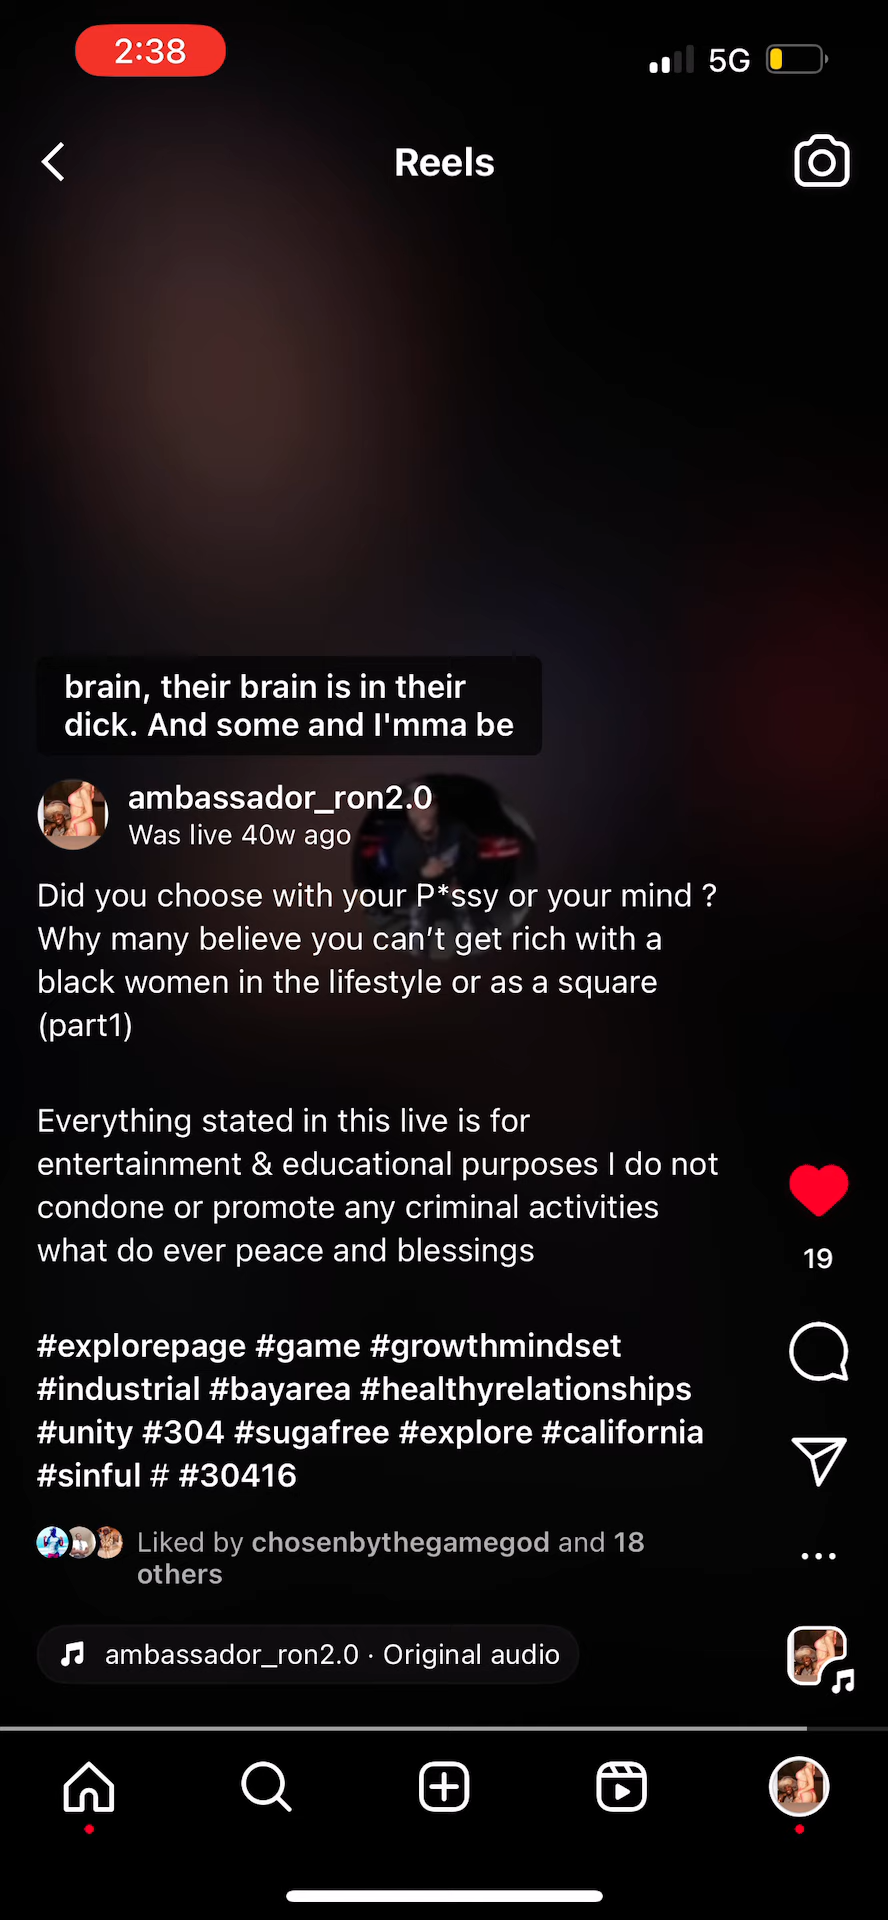 2:38
5G
Reels
brain, their brain is in their
dick. And some and I'mma be
ambassador_ron2.0
Was live 40w ago
Did you choose with your P*ssy or your mind ?
Why many believe you can’t get rich with a
black women in the lifestyle or as a square
(part1)
Everything stated in this live is for
entertainment & educational purposes I do not
condone or promote any criminal activities
what do ever peace and blessings
19
#explorepage #game #growthmindset
#industrial #bayarea #healthyrelationships
#unity #304 #sugafree #explore #california
#sinful # #30416
Liked by chosenbythegamegod and 18
others
ambassador_ron2.0 · Original audio